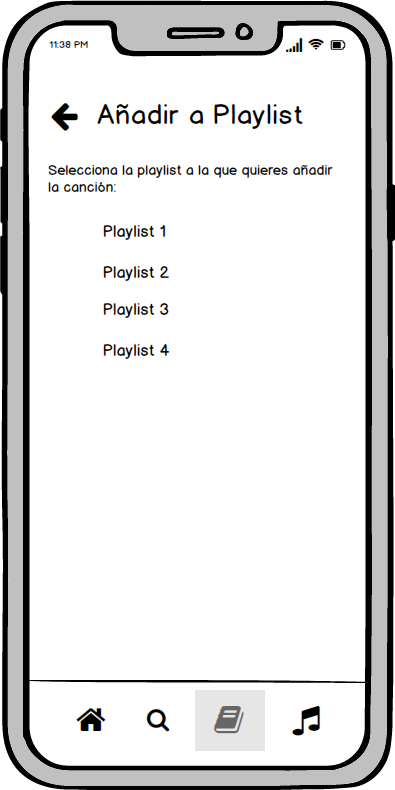 11:38 PM
Añadir a Playlist
Selecciona la playlist a la que quieres añadir
la canción:
Playlist 1
Playlist 2
Playlist 3
Playlist 4